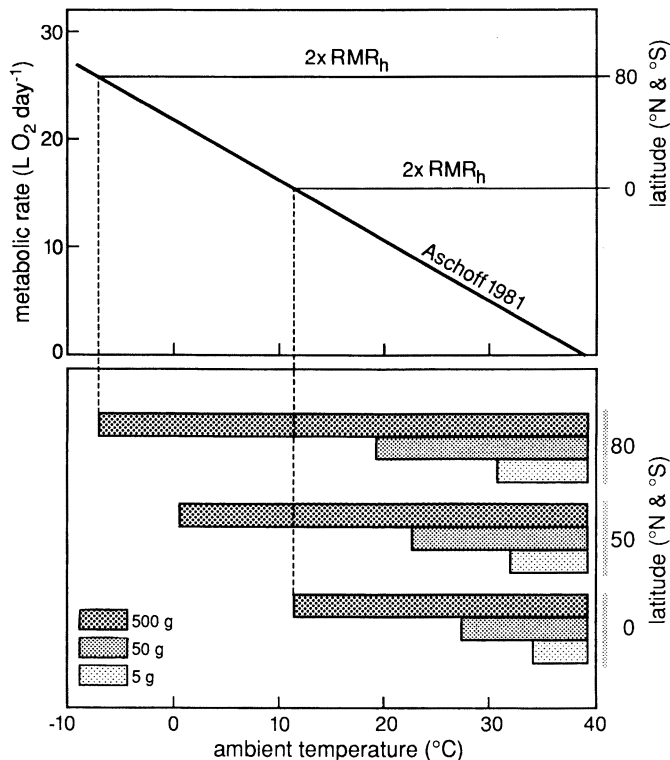 metabolic rate (L O₂ day⁻¹)
30
20
10
0
2x RMRₕ
2x RMRₕ
Aschoff 1981
80
0
latitude (°N & °S)
80
50
0
latitude (°N & °S)
500 g
50 g
5 g
-10 0 10 20 30 40
ambient temperature (°C)